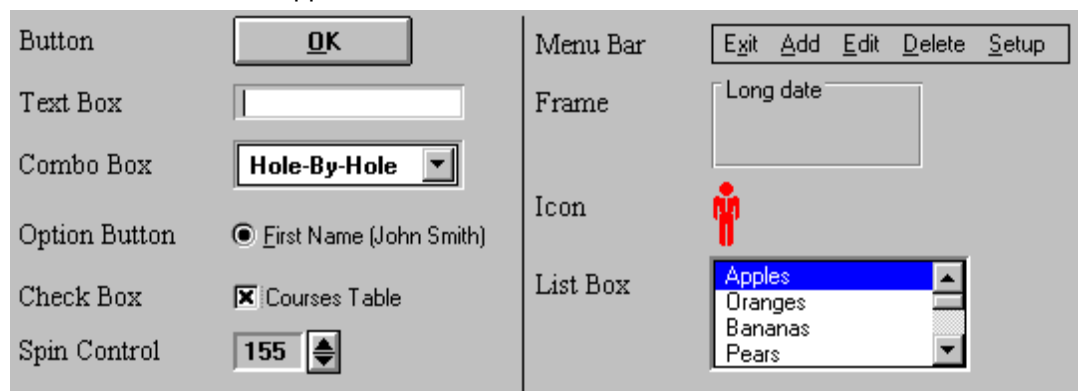 Button OK
Text Box
Combo Box Hole-By-Hole
Option Button First Name (John Smith)
Check Box Courses Table
Spin Control 155
Menu Bar Exit Add Edit Delete Setup
Frame Long date
Icon
List Box Apples
Oranges
Bananas
Pears